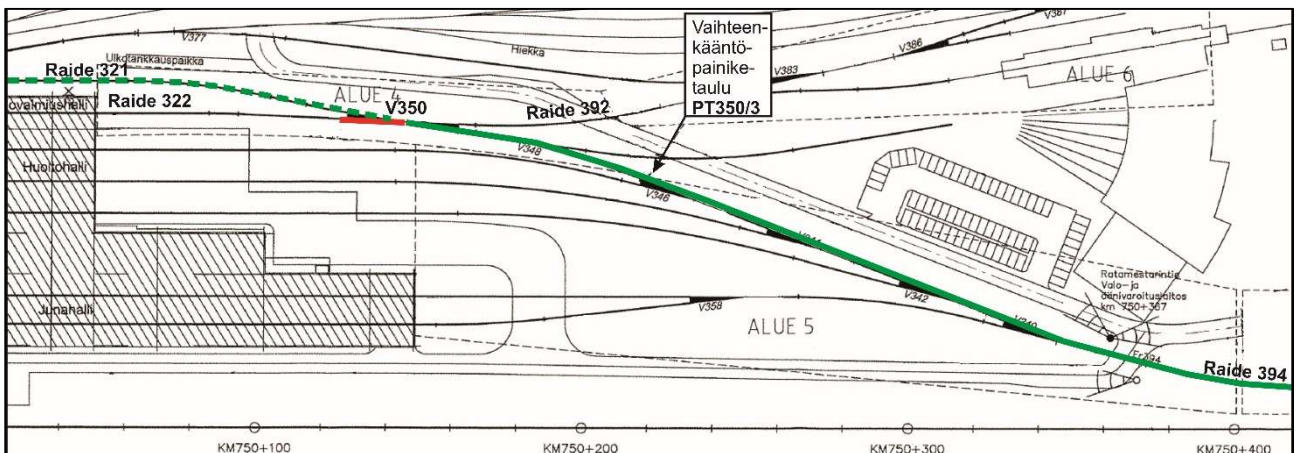 V377
Ulkotankkauspaikka
Raide 321
ovalmiushalli
Raide 322
ALUE 4
V350
Raide 392
Hiekka
Vaihteen-
kääntö-
painike-
taulu
PT350/3
V387
V386
V383
ALUE 6
V348
V346
V344
V342
V340
V358
Huoltohalli
Junahalli
ALUE 5
Ratamestarintie
Valo- ja
äänivaroituslaitos
km 750+367
Raide 394
KM750+100
KM750+200
KM750+300
KM750+400